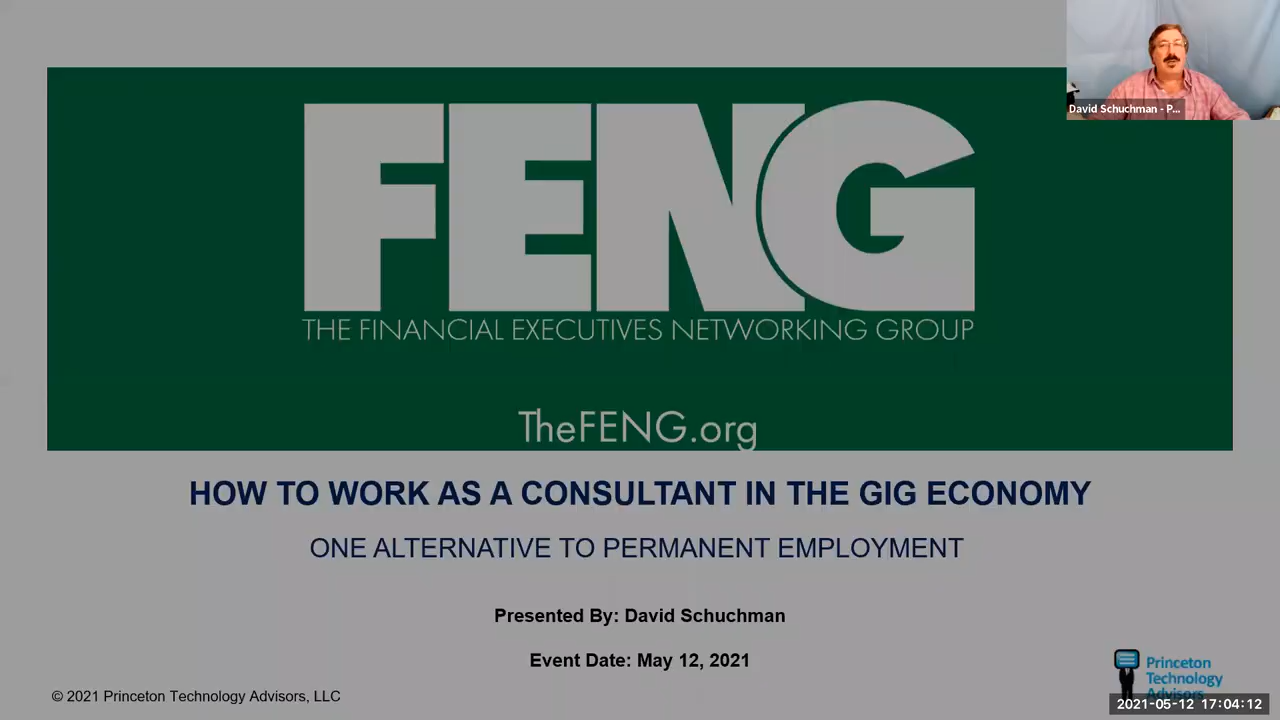 David Schuchman - P...
FENG
THE FINANCIAL EXECUTIVES NETWORKING GROUP
TheFENG.org
HOW TO WORK AS A CONSULTANT IN THE GIG ECONOMY
ONE ALTERNATIVE TO PERMANENT EMPLOYMENT
Presented By: David Schuchman
Event Date: May 12, 2021
© 2021 Princeton Technology Advisors, LLC
Princeton
Technology
Advisors
2021-05-12 17:04:12